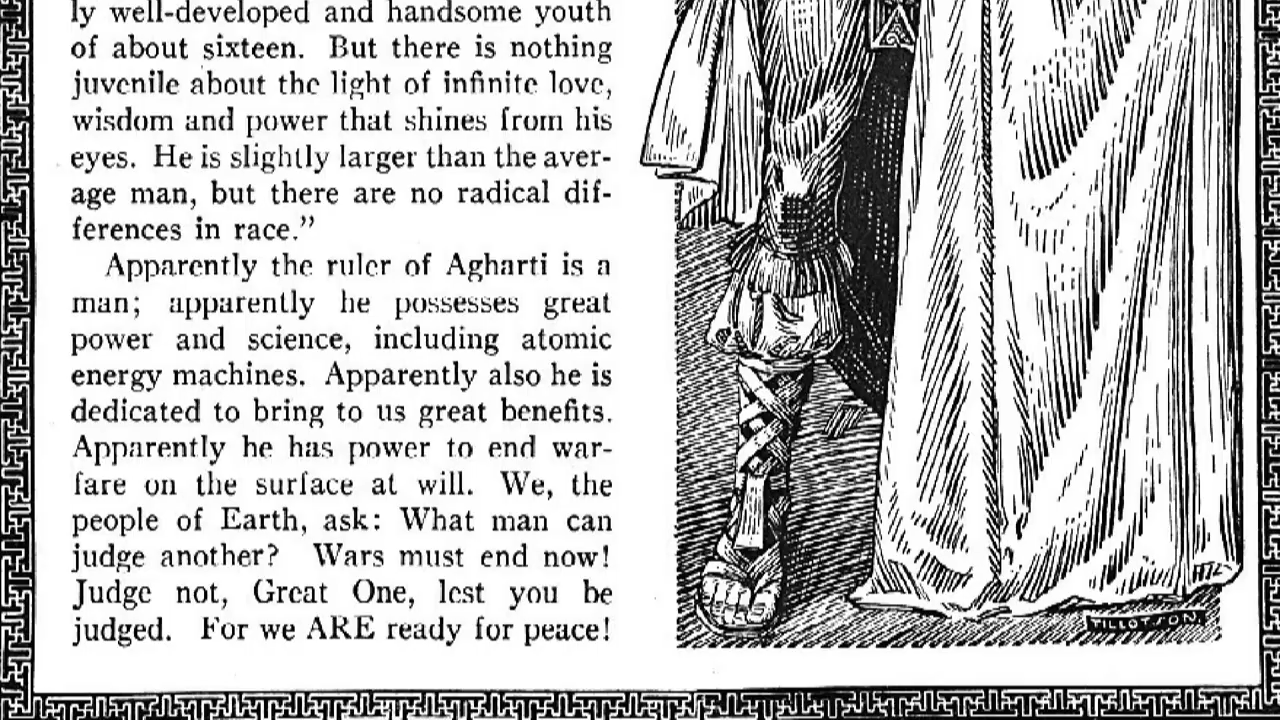 ly well-developed and handsome youth
of about sixteen. But there is nothing
juvenile about the light of infinite love,
wisdom and power that shines from his
eyes. He is slightly larger than the aver-
age man, but there are no radical dif-
ferences in race.”
Apparently the ruler of Agharti is a
man; apparently he possesses great
power and science, including atomic
energy machines. Apparently also he is
dedicated to bring to us great benefits.
Apparently he has power to end war-
fare on the surface at will. We, the
people of Earth, ask: What man can
judge another? Wars must end now!
Judge not, Great One, lest you be
judged. For we ARE ready for peace!
TILLOTSON